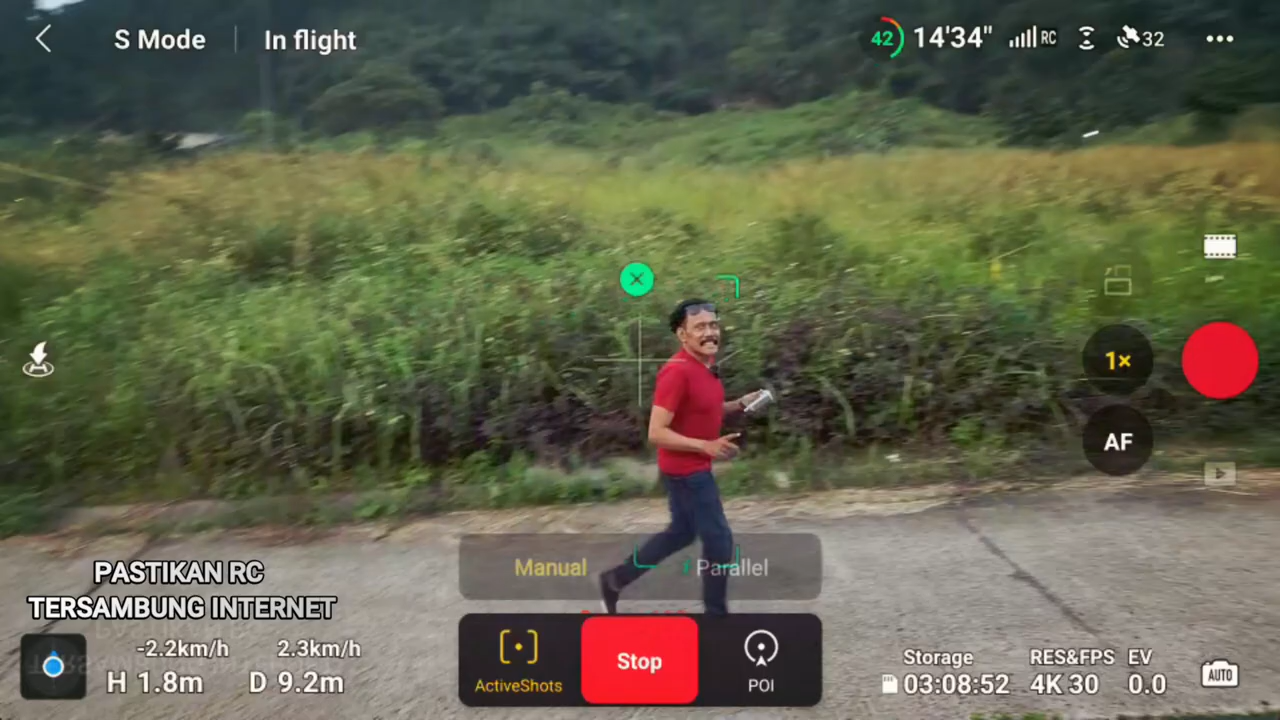 S Mode
In flight
42
14'34"
RC
32
1×
AF
PASTIKAN RC
TERSAMBUNG INTERNET
Manual
Parallel
-2.2km/h
2.3km/h
H 1.8m
D 9.2m
ActiveShots
Stop
POI
Storage
03:08:52
RES&FPS
4K 30
EV
0.0
AUTO